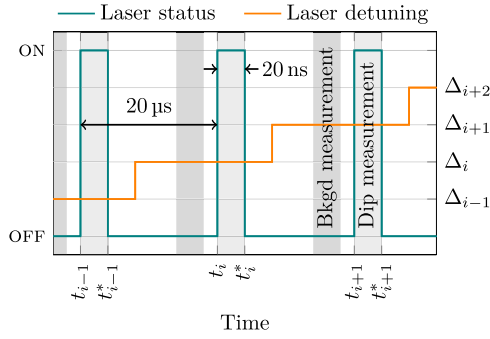 Laser status Laser detuning
ON
20 ns
Δ_{i+2}
20 µs
Δ_{i+1}
Δ_i
Δ_{i−1}
Bkgd measurement
Dip measurement
OFF
t_{i−1} t*_{i−1} t_i t*_i t_{i+1} t*_{i+1}
Time